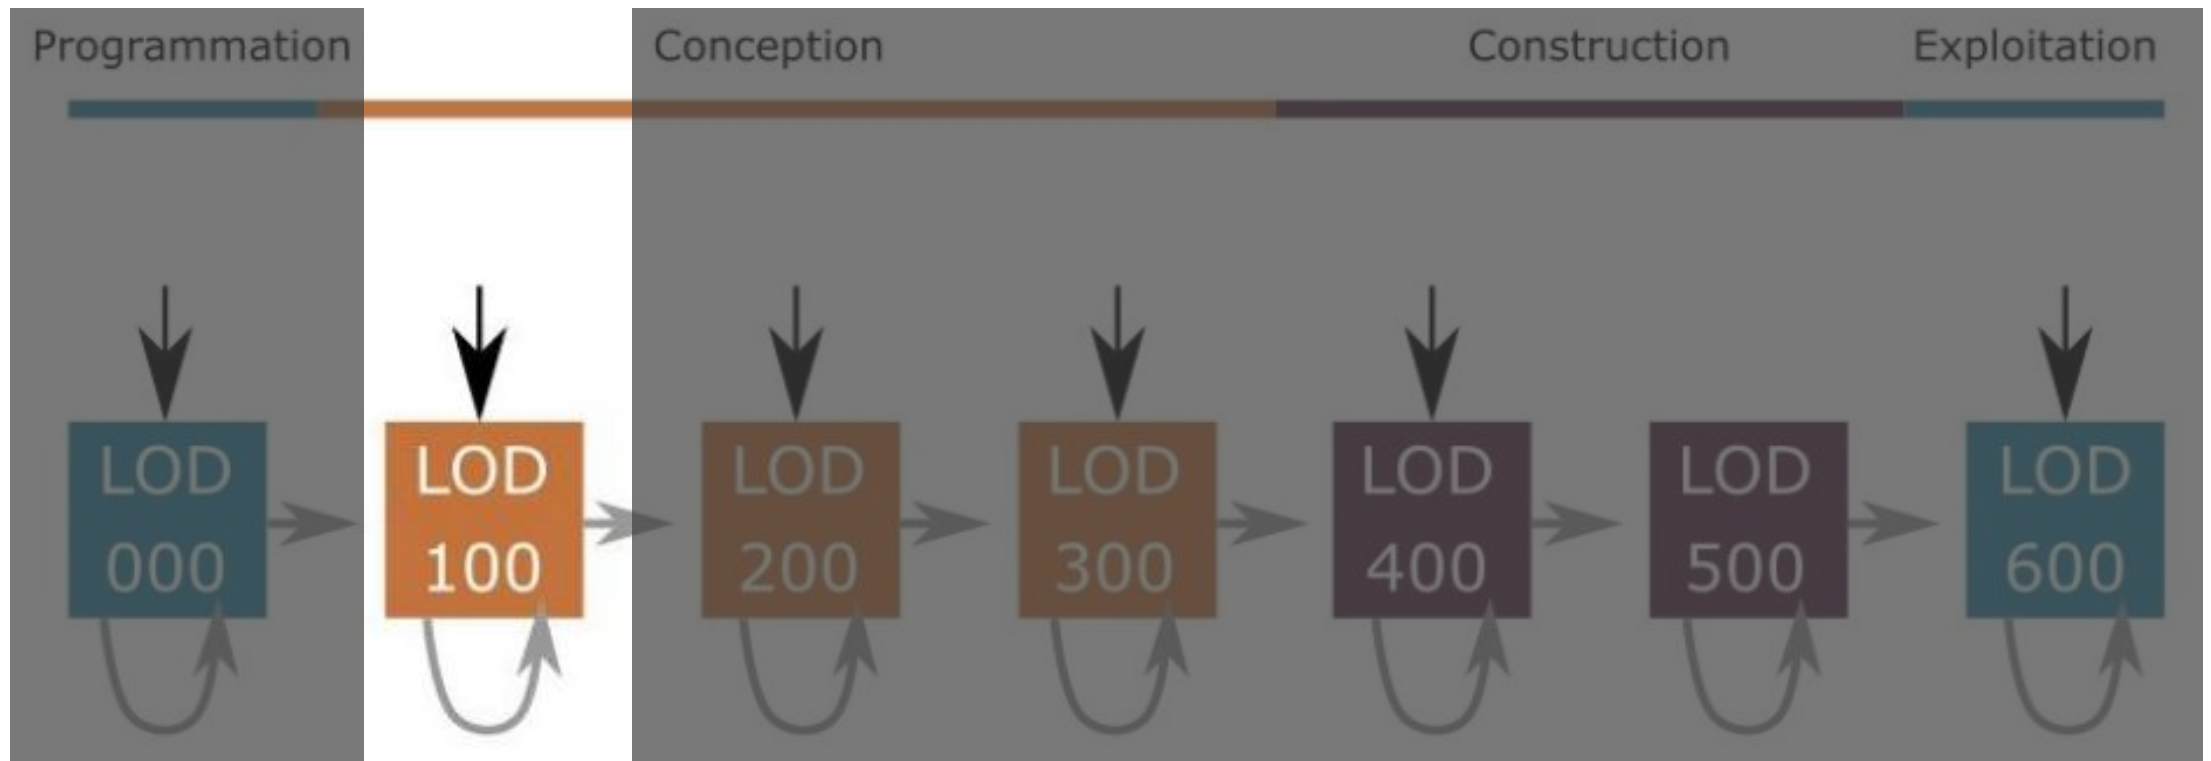 Programmation Conception Construction Exploitation
LOD LOD LOD LOD LOD LOD LOD
000 100 200 300 400 500 600